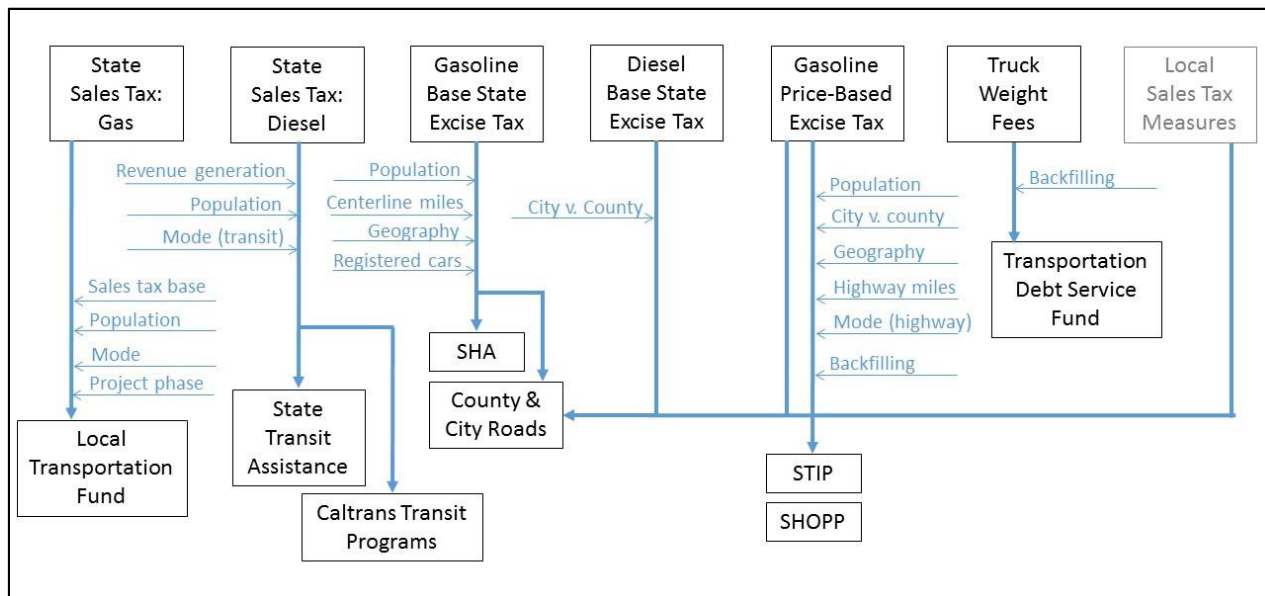 State
Sales Tax:
Gas
State
Sales Tax:
Diesel
Gasoline
Base State
Excise Tax
Diesel
Base State
Excise Tax
Gasoline
Price-Based
Excise Tax
Truck
Weight
Fees
Local
Sales Tax
Measures
Revenue generation
Population
Mode (transit)
Sales tax base
Population
Mode
Project phase
Population
Centerline miles
Geography
Registered cars
City v. County
Population
City v. county
Geography
Highway miles
Mode (highway)
Backfilling
Backfilling
Transportation
Debt Service
Fund
SHA
County &
City Roads
State
Transit
Assistance
Local
Transportation
Fund
Caltrans Transit
Programs
STIP
SHOPP